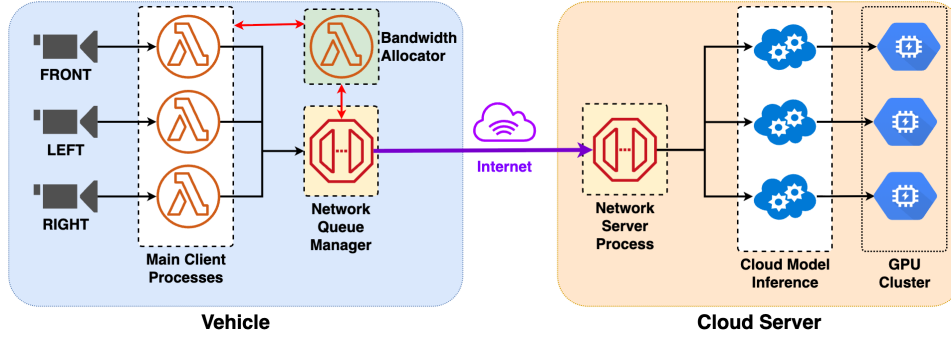 FRONT
LEFT
RIGHT
Main Client
Processes
Bandwidth
Allocator
Network
Queue
Manager
Internet
Network
Server
Process
Cloud Model
Inference
GPU
Cluster
Vehicle
Cloud Server